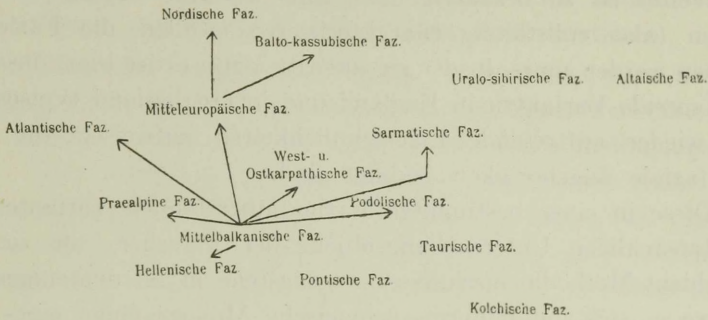 Nordische Faz.
Balto-kassubische Faz.
Uralo-sibirische Faz. Altaische Faz.
Mitteleuropäische Faz.
Atlantische Faz.
Sarmatische Faz.
West- u.
Ostkarpathische Faz.
Praealpine Faz.
Podolische Faz.
Mittelbalkanische Faz.
Taurische Faz.
Hellenische Faz
Pontische Faz
Kolchische Faz.